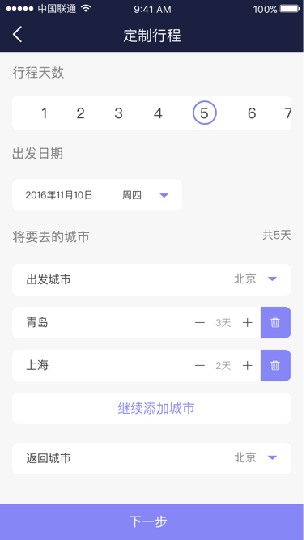 中国联通 9:41 AM 100%
定制行程
行程天数
1 2 3 4 5 6 7
出发日期
2016年11月10日 周四
将要去的城市 共5天
出发城市 北京
青岛 3天
上海 2天
继续添加城市
返回城市 北京
下一步